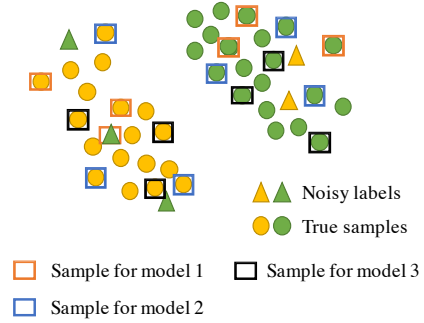 Noisy labels
True samples
Sample for model 1
Sample for model 3
Sample for model 2